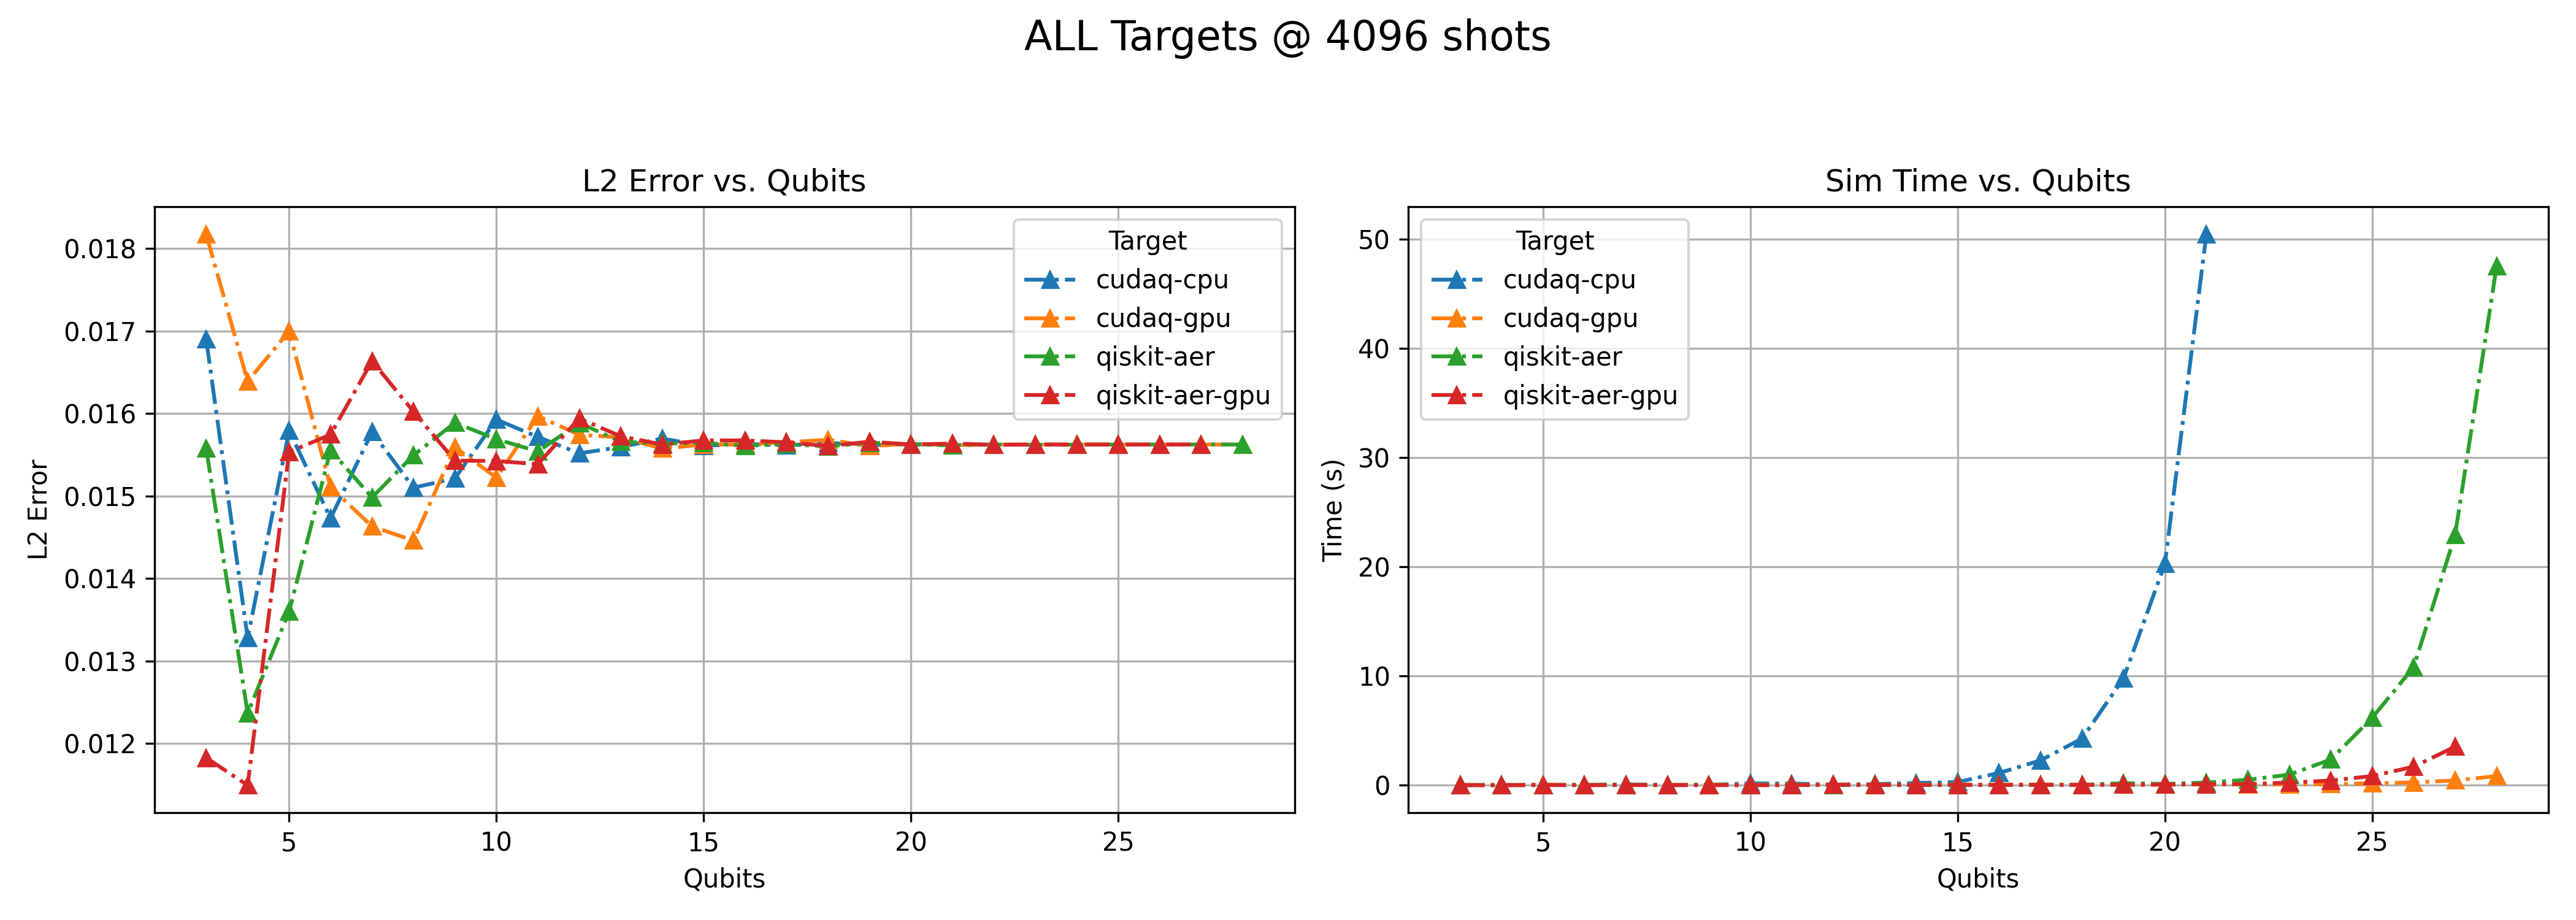 ALL Targets @ 4096 shots
L2 Error vs. Qubits
L2 Error
0.018
0.017
0.016
0.015
0.014
0.013
0.012
5
10
15
20
25
Qubits
Target
cudaq-cpu
cudaq-gpu
qiskit-aer
qiskit-aer-gpu
Sim Time vs. Qubits
Time (s)
50
40
30
20
10
0
5
10
15
20
25
Qubits
Target
cudaq-cpu
cudaq-gpu
qiskit-aer
qiskit-aer-gpu